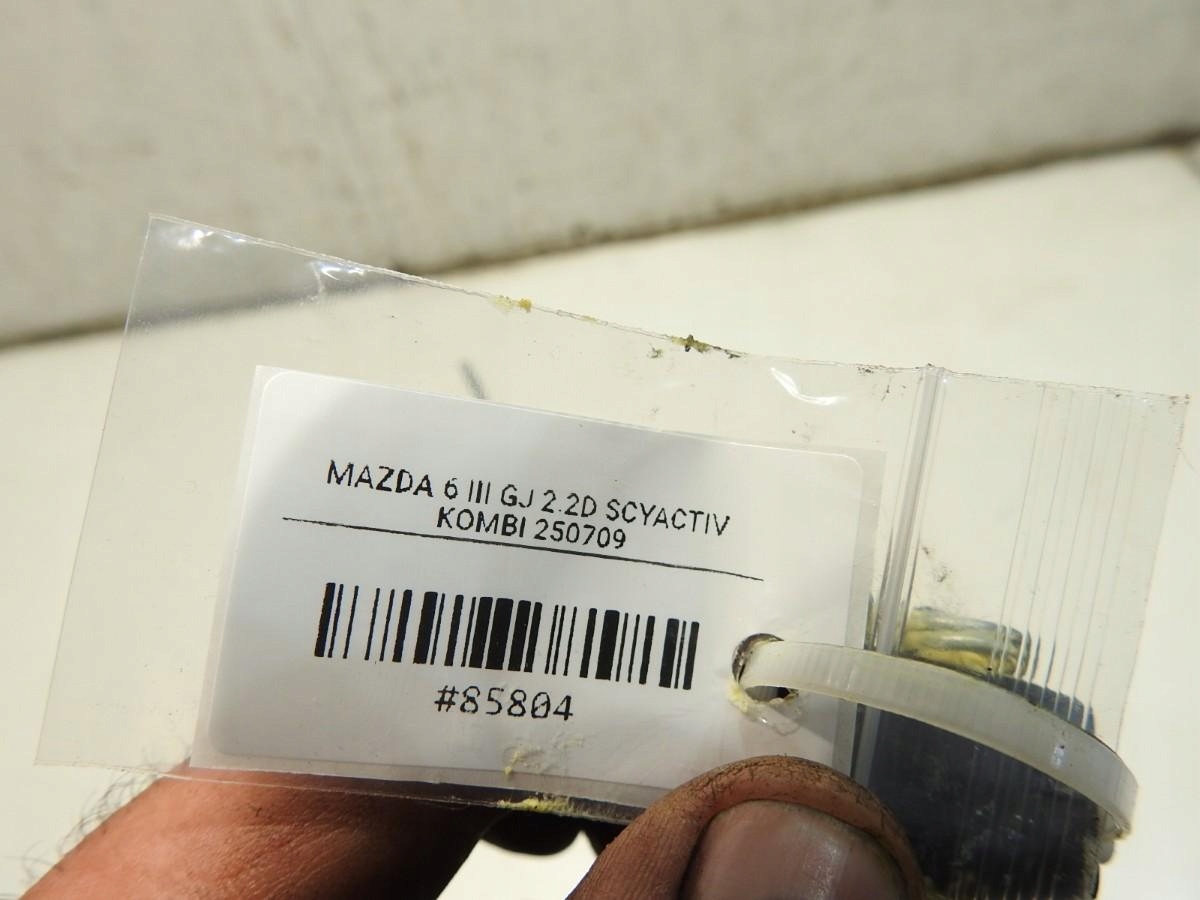 MAZDA 6 III GJ 2.2D SCYACTIV
KOMBI 250709
#85804